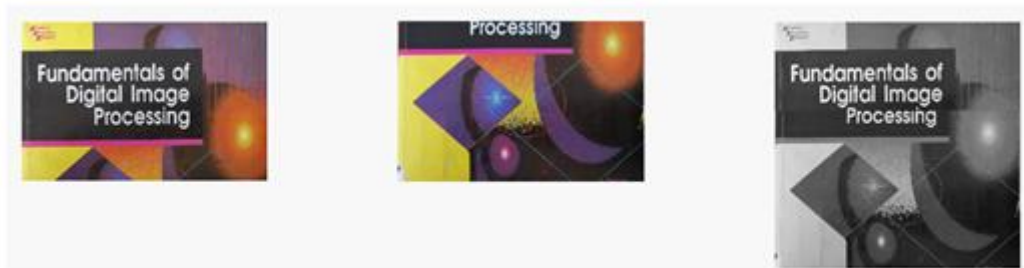 Fundamentals of
Digital Image
Processing
Processing
Fundamentals of
Digital Image
Processing